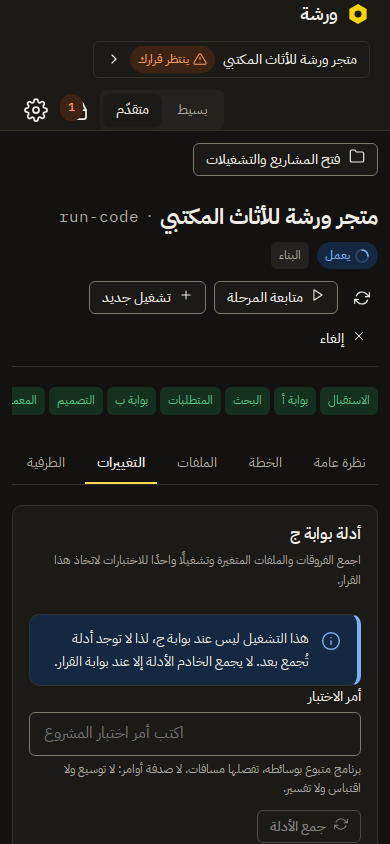 ورشة
متجر ورشة للأثاث المكتبي ينتظر قرارك
بسيط متقدّم 1
فتح المشاريع والتشغيلات
متجر ورشة للأثاث المكتبي · run-code
يعمل البناء
متابعة المرحلة تشغيل جديد
إلغاء
الاستقبال بوابة أ البحث المتطلبات بوابة ب التصميم
نظرة عامة الخطة الملفات التغييرات الطرفية
أدلة بوابة ج
اجمع الفروقات والملفات المتغيرة وتشغيلًا واحدًا للاختبارات لاتخاذ هذا
القرار.
هذا التشغيل ليس عند بوابة ج، لذا لا توجد أدلة
تُجمع بعد. لا يجمع الخادم الأدلة إلا عند بوابة القرار.
أمر الاختبار
اكتب أمر اختبار المشروع
برنامج متبوع بوسائطه، تفصلها مسافات. لا صدفة أوامر: لا توسيع ولا
اقتباس ولا تفسير.
جمع الأدلة